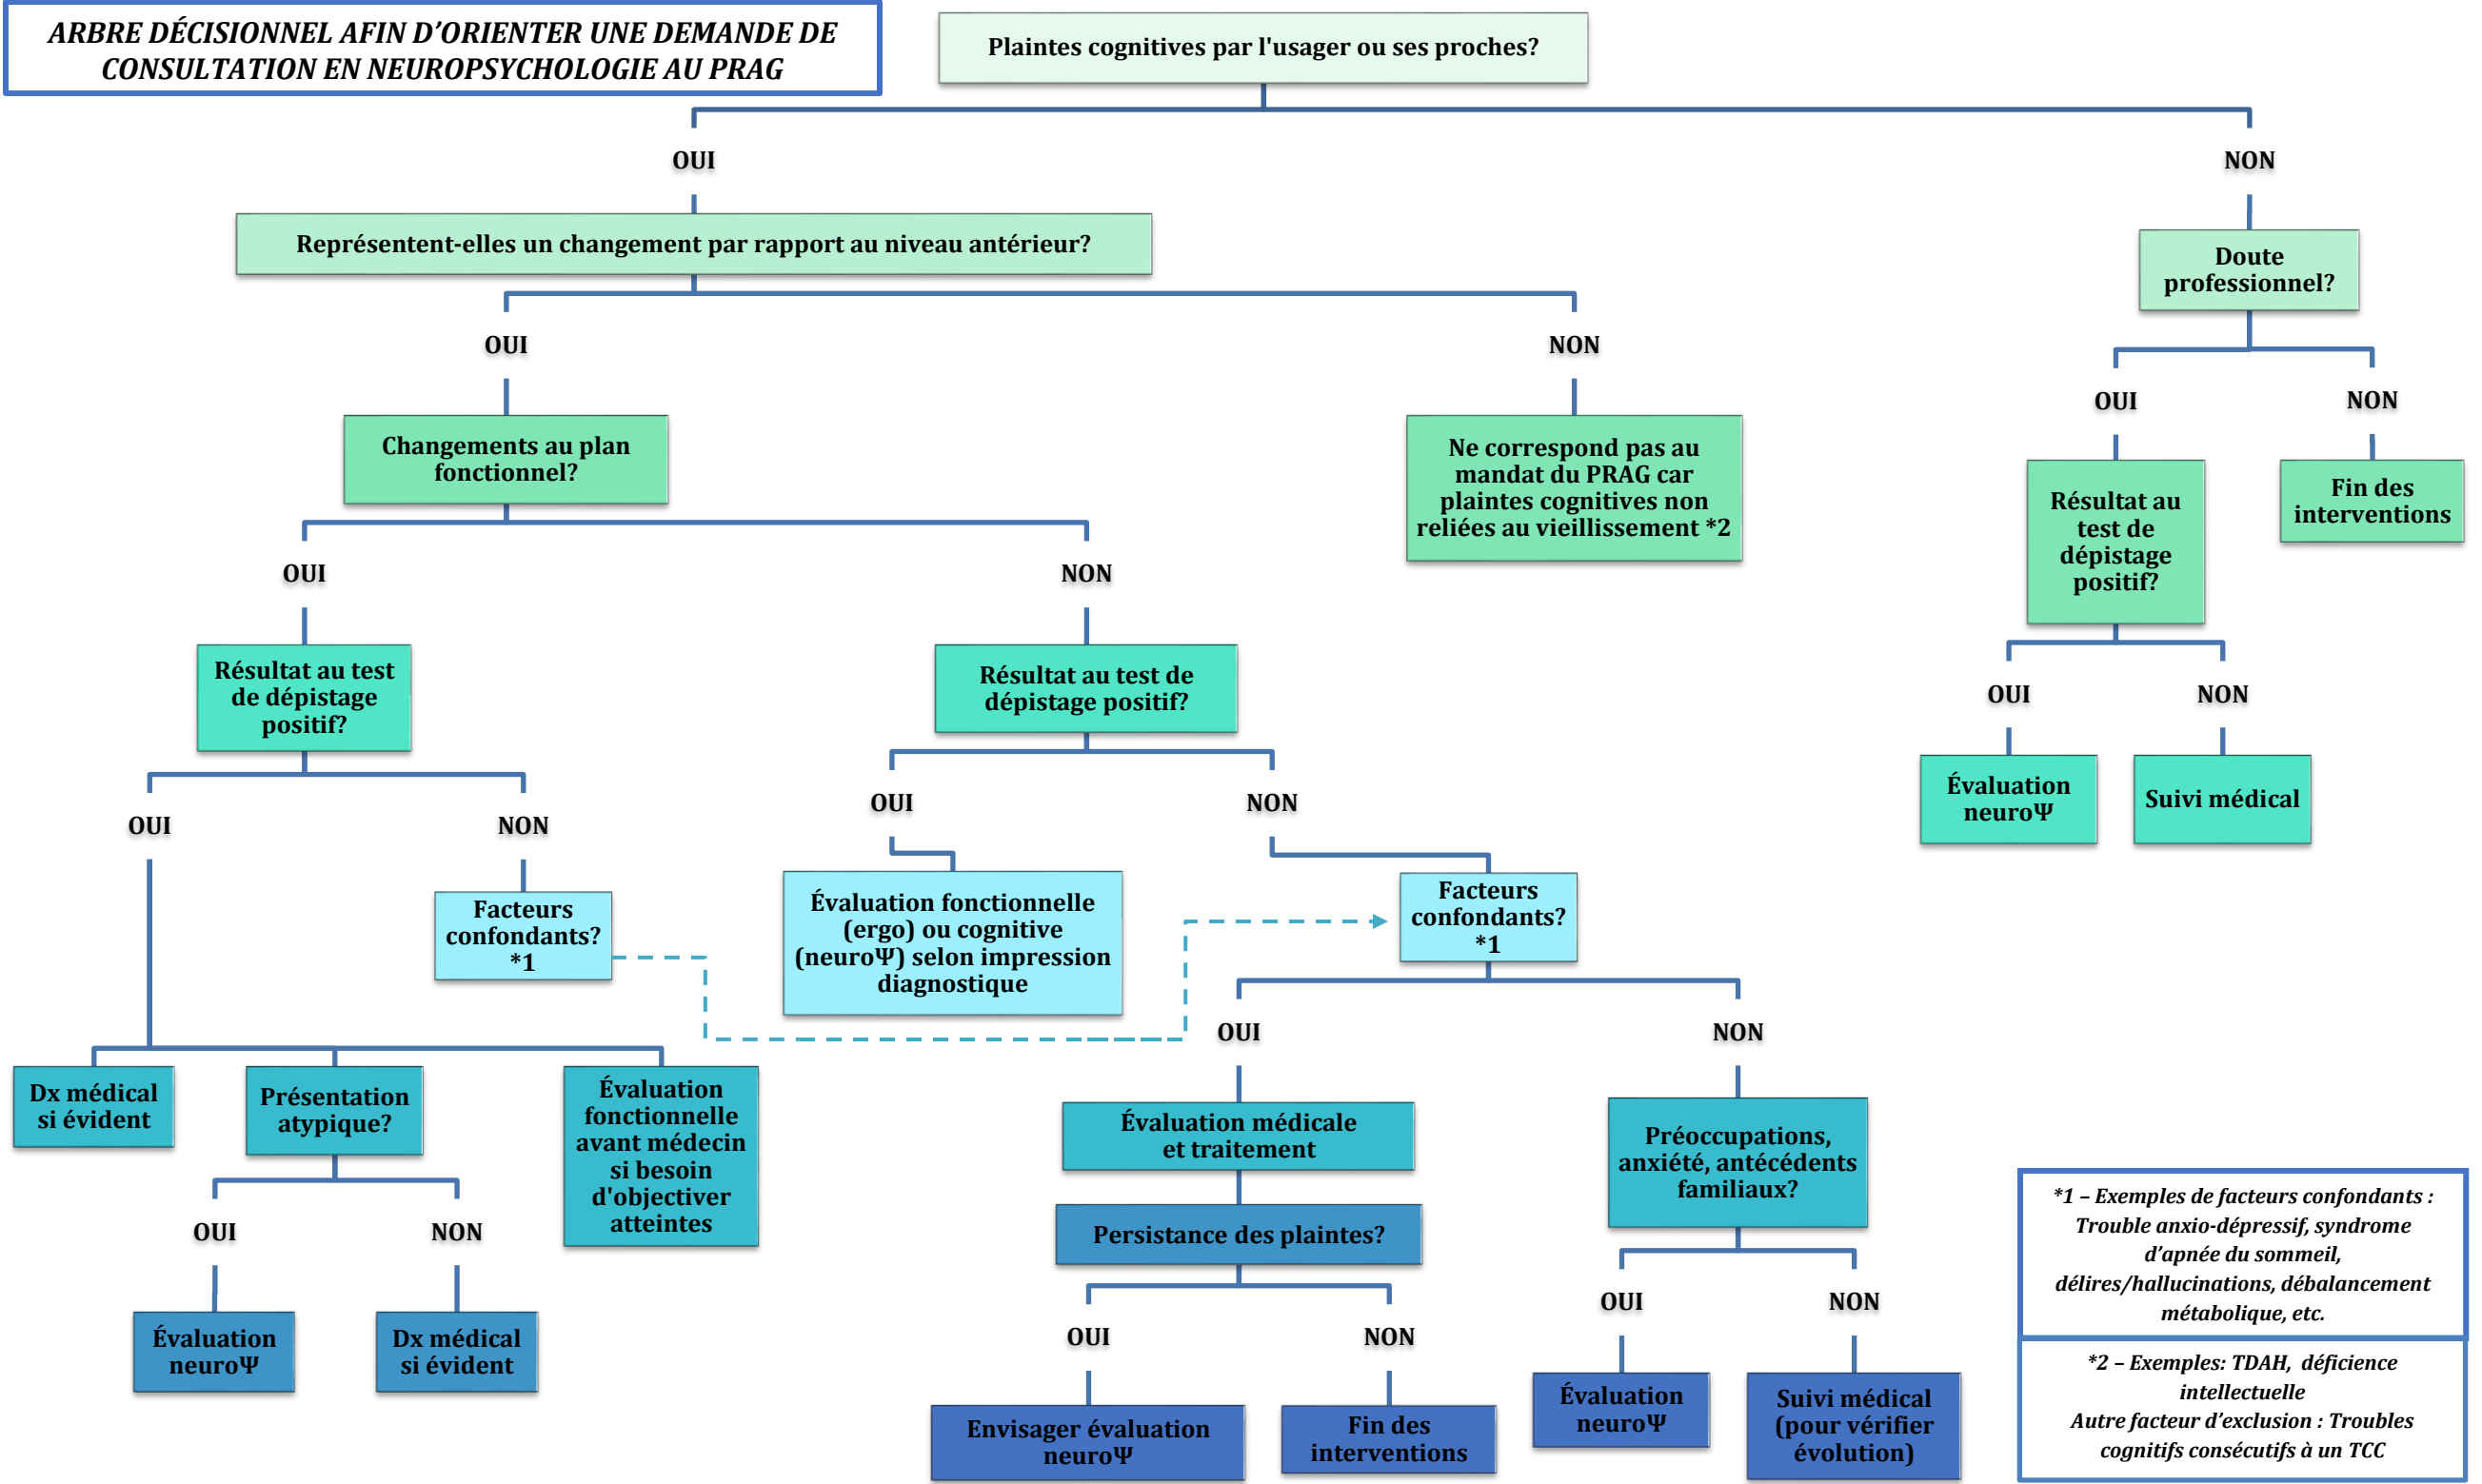 ARBRE DÉCISIONNEL AFIN D'ORIENTER UNE DEMANDE DE
CONSULTATION EN NEUROPSYCHOLOGIE AU PRAG
Plaintes cognitives par l'usager ou ses proches?
OUI
NON
Représentent-elles un changement par rapport au niveau antérieur?
Doute
professionnel?
OUI
NON
OUI
NON
Changements au plan
fonctionnel?
Ne correspond pas au
mandat du PRAG car
plaintes cognitives non
reliées au vieillissement *2
Résultat au
test de
dépistage
positif?
Fin des
interventions
OUI
NON
Résultat au test
de dépistage
positif?
Résultat au test de
dépistage positif?
OUI
NON
Évaluation
neuroΨ
Suivi médical
OUI
NON
OUI
NON
Facteurs
confondants?
*1
Évaluation fonctionnelle
(ergo) ou cognitive
(neuroΨ) selon impression
diagnostique
Facteurs
confondants?
*1
OUI
NON
Dx médical
si évident
Présentation
atypique?
Évaluation
fonctionnelle
avant médecin
si besoin
d'objectiver
atteintes
Évaluation médicale
et traitement
Préoccupations,
anxiété, antécédents
familiaux?
OUI
NON
Persistance des plaintes?
OUI
NON
OUI
NON
Évaluation
neuroΨ
Dx médical
si évident
Envisager évaluation
neuroΨ
Fin des
interventions
Évaluation
neuroΨ
Suivi médical
(pour vérifier
évolution)
*1 – Exemples de facteurs confondants :
Trouble anxio-dépressif, syndrome
d'apnée du sommeil,
délires/hallucinations, débalancement
métabolique, etc.
*2 – Exemples: TDAH, déficience
intellectuelle
Autre facteur d'exclusion : Troubles
cognitifs consécutifs à un TCC